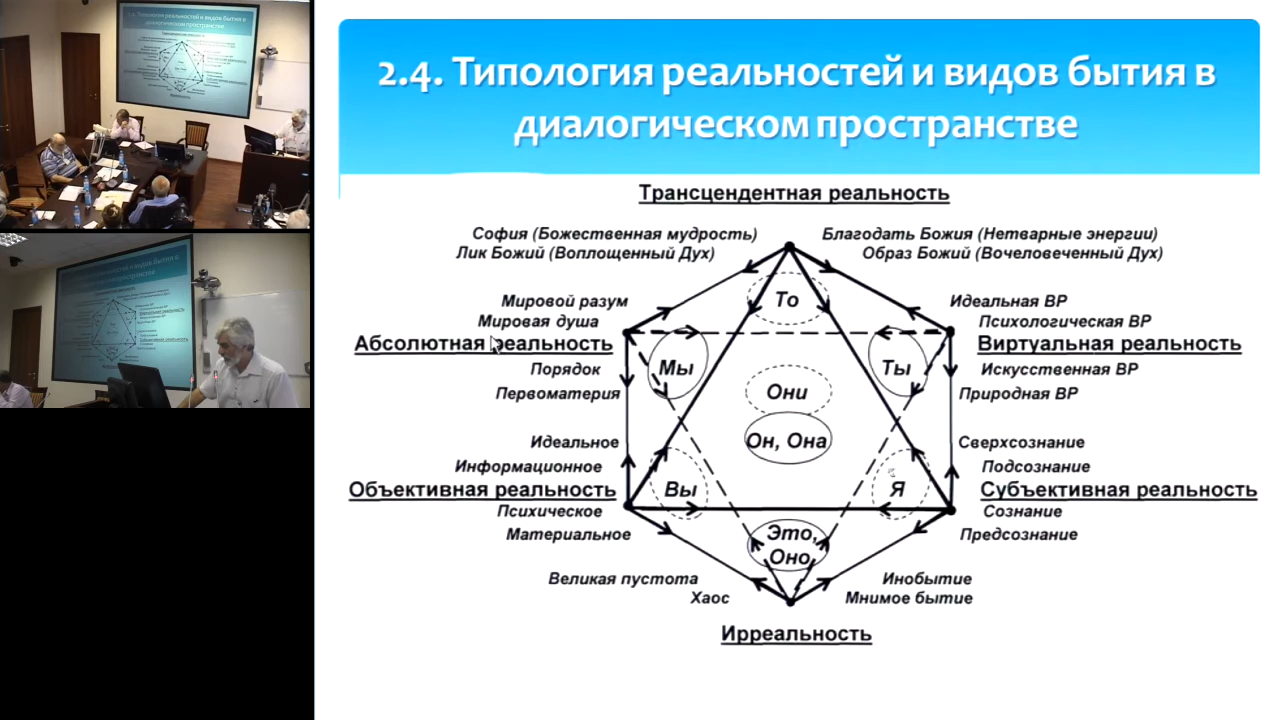 2.4. Типология реальностей и видов бытия в
диалогическом пространстве
Трансцендентная реальность
София (Божественная мудрость)
Лик Божий (Воплощенный Дух)
Благодать Божия (Нетварные энергии)
Образ Божий (Вочеловеченный Дух)
То
Мировой разум
Мировая душа
Абсолютная реальность
Порядок
Первоматерия
Идеальная ВР
Психологическая ВР
Виртуальная реальность
Искусственная ВР
Природная ВР
Мы
Ты
Они
Он, Она
Идеальное
Информационное
Объективная реальность
Психическое
Материальное
Сверхсознание
Подсознание
Субъективная реальность
Сознание
Предсознание
Вы
Я
Это,
Оно
Великая пустота
Хаос
Инобытие
Мнимое бытие
Ирреальность